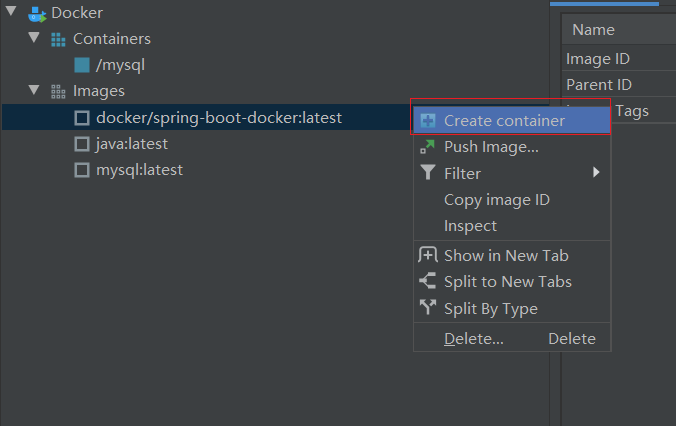 Docker
Containers
/mysql
Images
docker/spring-boot-docker:latest
java:latest
mysql:latest
Create container
Push Image...
Filter
Copy image ID
Inspect
Show in New Tab
Split to New Tabs
Split By Type
Delete... Delete
Name
Image ID
Parent ID
Tags